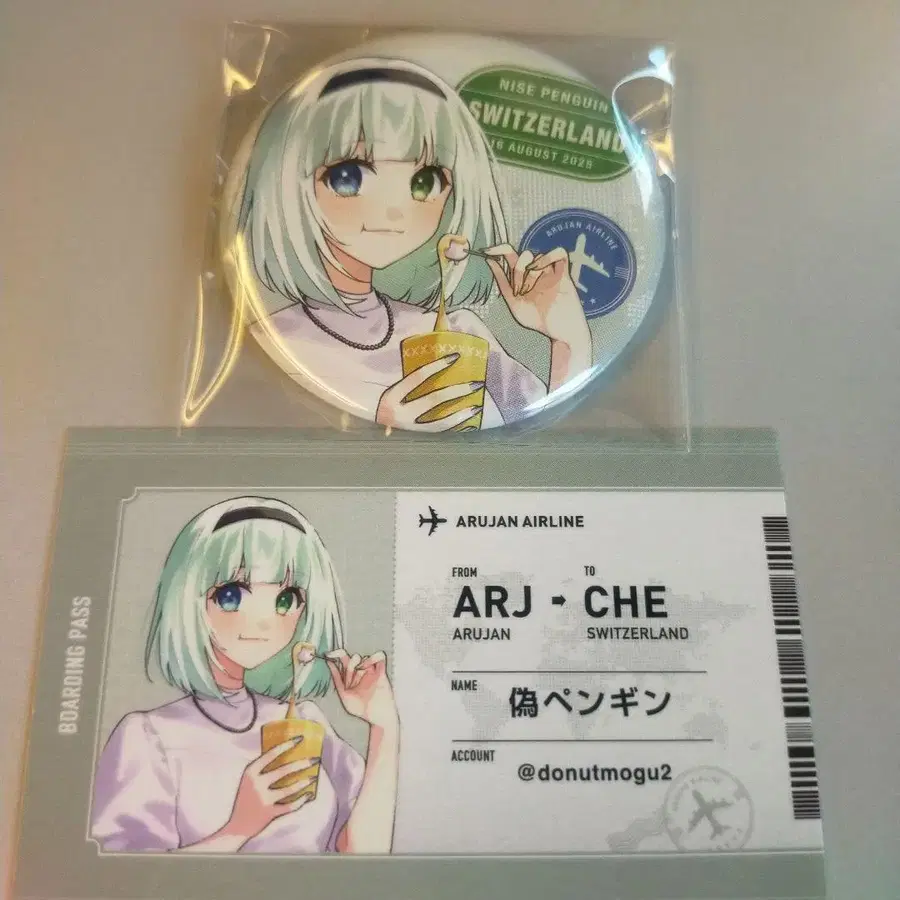 NISE PENGUIN
SWITZERLAND
16 AUGUST 2025
ARUJAN AIRLINE
BOARDING PASS
ARUJAN AIRLINE
FROM
TO
ARJ → CHE
ARUJAN
SWITZERLAND
NAME
偽ペンギン
ACCOUNT
@donutmogu2